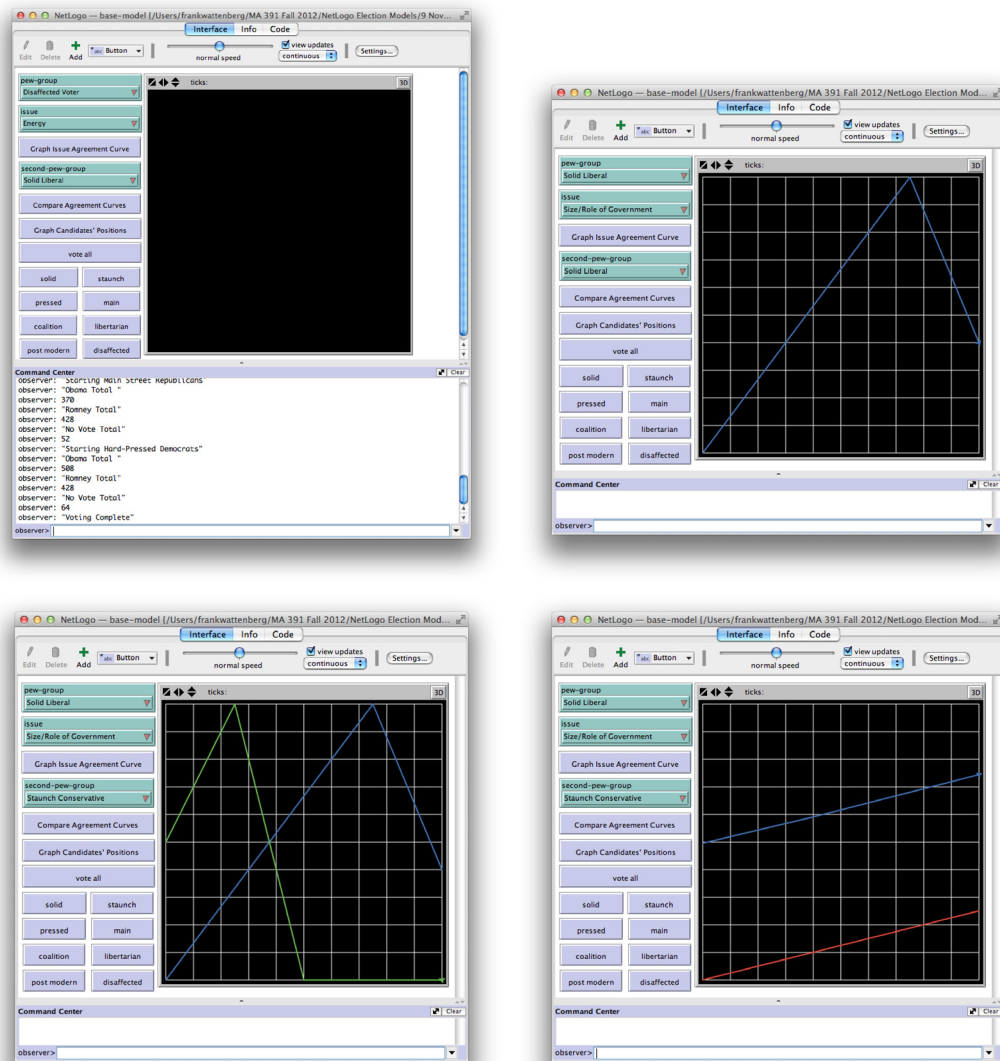 NetLogo — base-model {/Users/frankwattenberg/MA 391 Fall 2012/NetLogo Election Models/9 Nov...
Interface Info Code
Edit Delete Add abc Button normal speed view updates continuous Settings...
pew-group
Disaffected Voter
issue
Energy
Graph Issue Agreement Curve
second-pew-group
Solid Liberal
Compare Agreement Curves
Graph Candidates' Positions
vote all
solid staunch
pressed main
coalition libertarian
post modern disaffected
ticks: 3D
Command Center Clear
observer: "Starting Main Street Republicans"
observer: "Obama Total "
observer: 370
observer: "Romney Total"
observer: 428
observer: "No Vote Total"
observer: 52
observer: "Starting Hard-Pressed Democrats"
observer: "Obama Total "
observer: 508
observer: "Romney Total"
observer: 428
observer: "No Vote Total"
observer: 64
observer: "Voting Complete"
observer>
NetLogo — base-model {/Users/frankwattenberg/MA 391 Fall 2012/NetLogo Election Mod...
Interface Info Code
Edit Delete Add abc Button normal speed view updates continuous Settings...
pew-group
Solid Liberal
issue
Size/Role of Government
Graph Issue Agreement Curve
second-pew-group
Solid Liberal
Compare Agreement Curves
Graph Candidates' Positions
vote all
solid staunch
pressed main
coalition libertarian
post modern disaffected
ticks: 3D
Command Center Clear
observer>
NetLogo — base-model {/Users/frankwattenberg/MA 391 Fall 2012/NetLogo Election Mod...
Interface Info Code
Edit Delete Add abc Button normal speed view updates continuous Settings...
pew-group
Solid Liberal
issue
Size/Role of Government
Graph Issue Agreement Curve
second-pew-group
Staunch Conservative
Compare Agreement Curves
Graph Candidates' Positions
vote all
solid staunch
pressed main
coalition libertarian
post modern disaffected
ticks: 3D
Command Center Clear
observer>
NetLogo — base-model {/Users/frankwattenberg/MA 391 Fall 2012/NetLogo Election Mod...
Interface Info Code
Edit Delete Add abc Button normal speed view updates continuous Settings...
pew-group
Solid Liberal
issue
Size/Role of Government
Graph Issue Agreement Curve
second-pew-group
Staunch Conservative
Compare Agreement Curves
Graph Candidates' Positions
vote all
solid staunch
pressed main
coalition libertarian
post modern disaffected
ticks: 3D
Command Center Clear
observer>